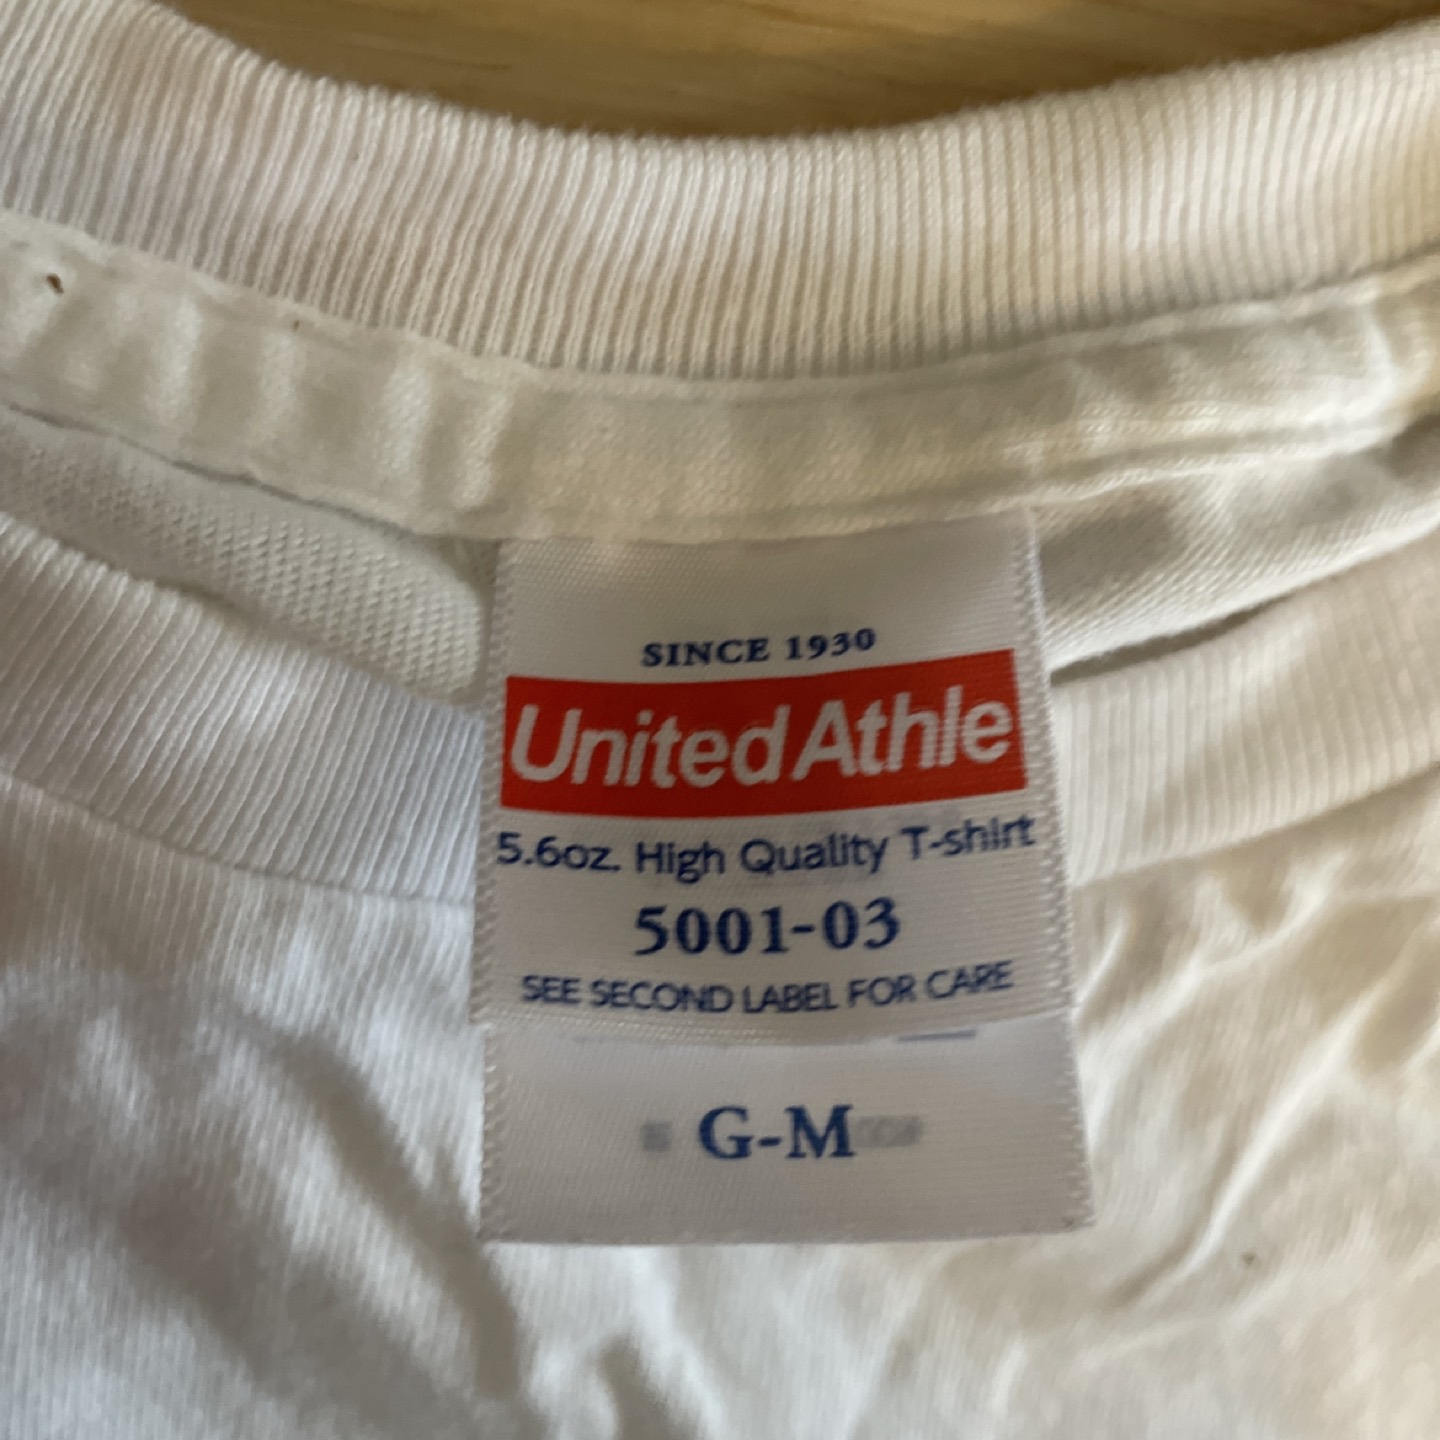 SINCE 1930
United Athle
5.6oz. High Quality T-shirt
5001-03
SEE SECOND LABEL FOR CARE
G-M